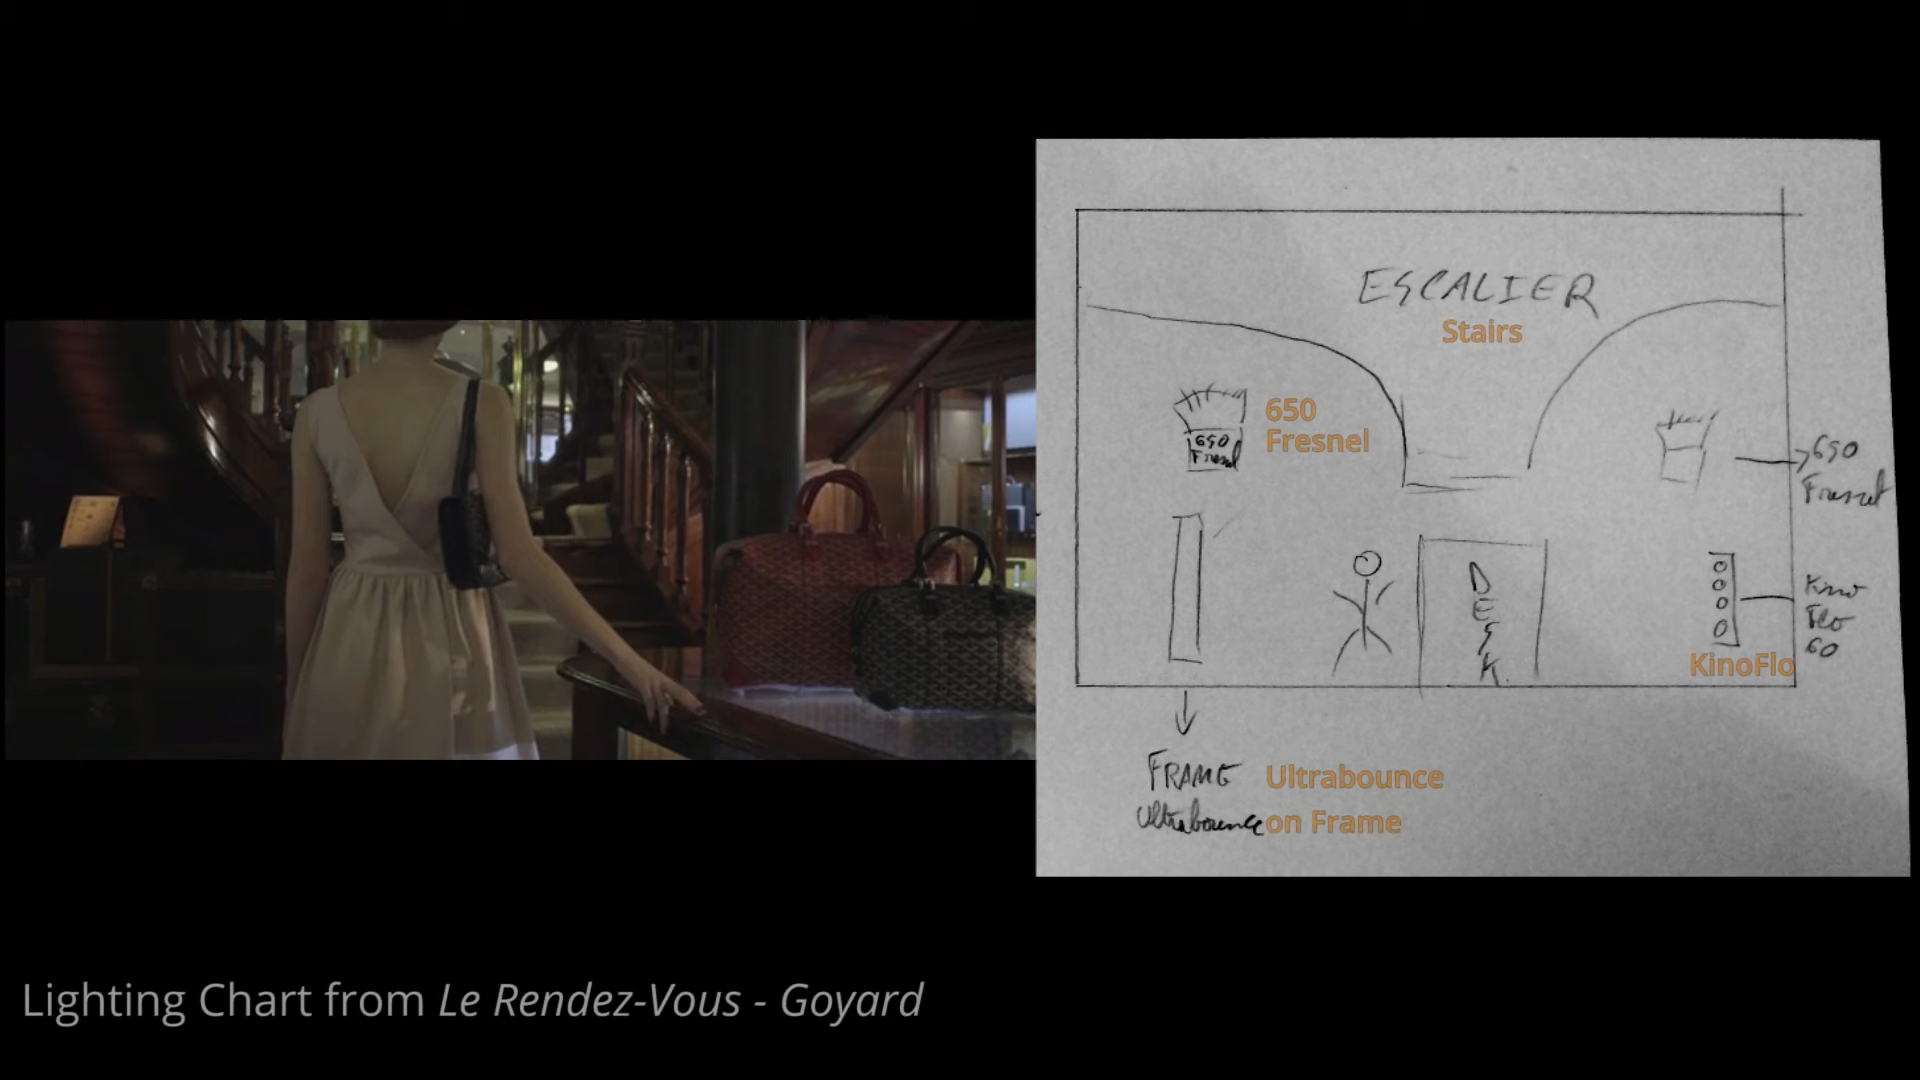 ESCALIER
Stairs
650
Fresnel
650
Fresnel
650
Fresnel
DESK
Kino
Flo
60
KinoFlo
FRAME
Ultrabounce
Ultrabounce
on Frame
Lighting Chart from Le Rendez-Vous - Goyard